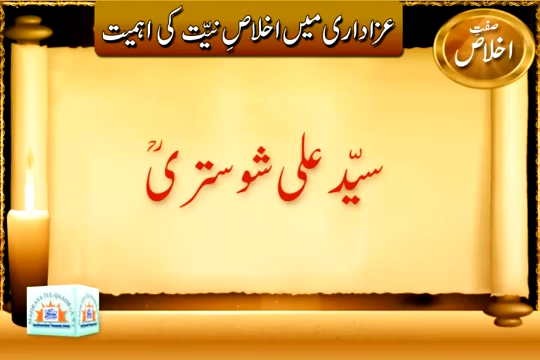 عزاداری میں اخلاصِ نیّت کی اہمیت
صفتِ
اخلاص
سیّد علی شوستریؒ